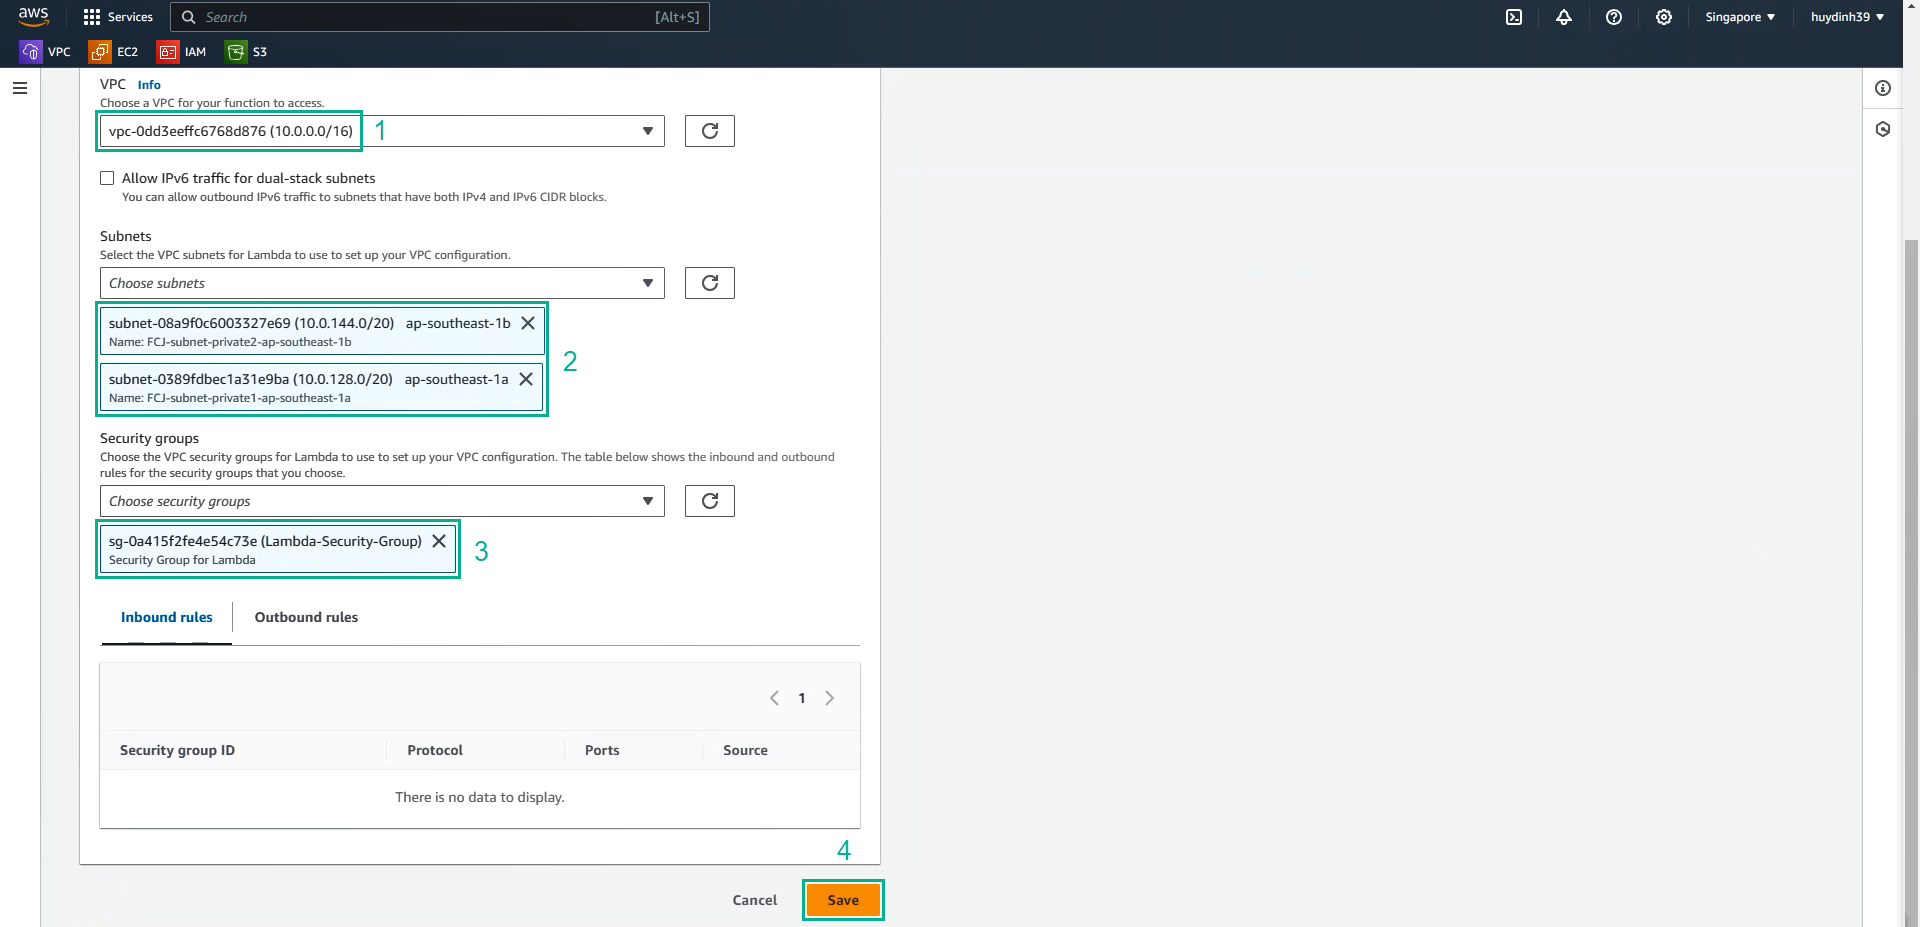 aws
Services
Search
[Alt+S]
Singapore
huydinh39
VPC
EC2
IAM
S3
VPC Info
Choose a VPC for your function to access.
vpc-0dd3eeffc6768d876 (10.0.0.0/16)
1
Allow IPv6 traffic for dual-stack subnets
You can allow outbound IPv6 traffic to subnets that have both IPv4 and IPv6 CIDR blocks.
Subnets
Select the VPC subnets for Lambda to use to set up your VPC configuration.
Choose subnets
subnet-08a9f0c6003327e69 (10.0.144.0/20) ap-southeast-1b
Name: FCJ-subnet-private2-ap-southeast-1b
2
subnet-0389fdbec1a31e9ba (10.0.128.0/20) ap-southeast-1a
Name: FCJ-subnet-private1-ap-southeast-1a
Security groups
Choose the VPC security groups for Lambda to use to set up your VPC configuration. The table below shows the inbound and outbound
rules for the security groups that you choose.
Choose security groups
sg-0a415f2fe4e54c73e (Lambda-Security-Group)
Security Group for Lambda
3
Inbound rules
Outbound rules
1
Security group ID
Protocol
Ports
Source
There is no data to display.
4
Cancel
Save